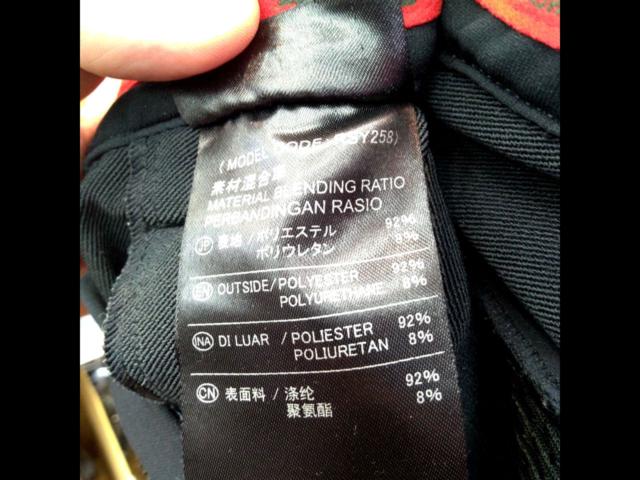 (MODEL CODE: RSY258)
素材混合率
MATERIAL BLENDING RATIO
PERBANDINGAN RASIO
JP 表地 / ポリエステル 92%
ポリウレタン 8%
EN OUTSIDE/POLYESTER 92%
POLYURETHANE 8%
INA DI LUAR / POLIESTER 92%
POLIURETAN 8%
CN 表面料 / 涤纶 92%
聚氨酯 8%